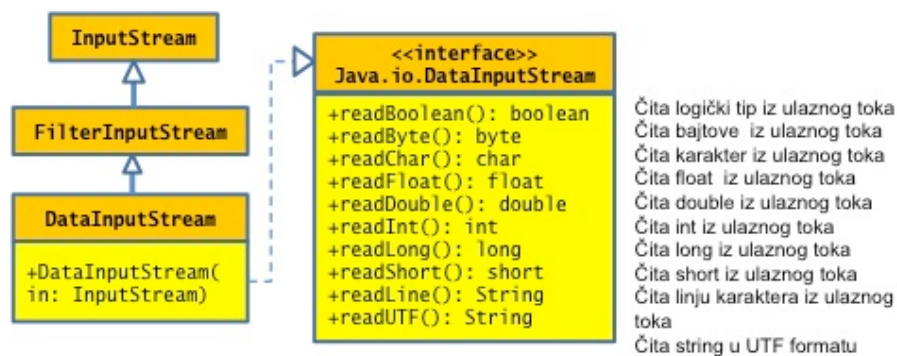 InputStream
FilterInputStream
DataInputStream
+DataInputStream(
in: InputStream)
<<interface>>
Java.io.DataInputStream
+readBoolean(): boolean
+readByte(): byte
+readChar(): char
+readFloat(): float
+readDouble(): double
+readInt(): int
+readLong(): long
+readShort(): short
+readLine(): String
+readUTF(): String
Čita logički tip iz ulaznog toka
Čita bajtove iz ulaznog toka
Čita karakter iz ulaznog toka
Čita float iz ulaznog toka
Čita double iz ulaznog toka
Čita int iz ulaznog toka
Čita long iz ulaznog toka
Čita short iz ulaznog toka
Čita linju karaktera iz ulaznog
toka
Čita string u UTF formatu